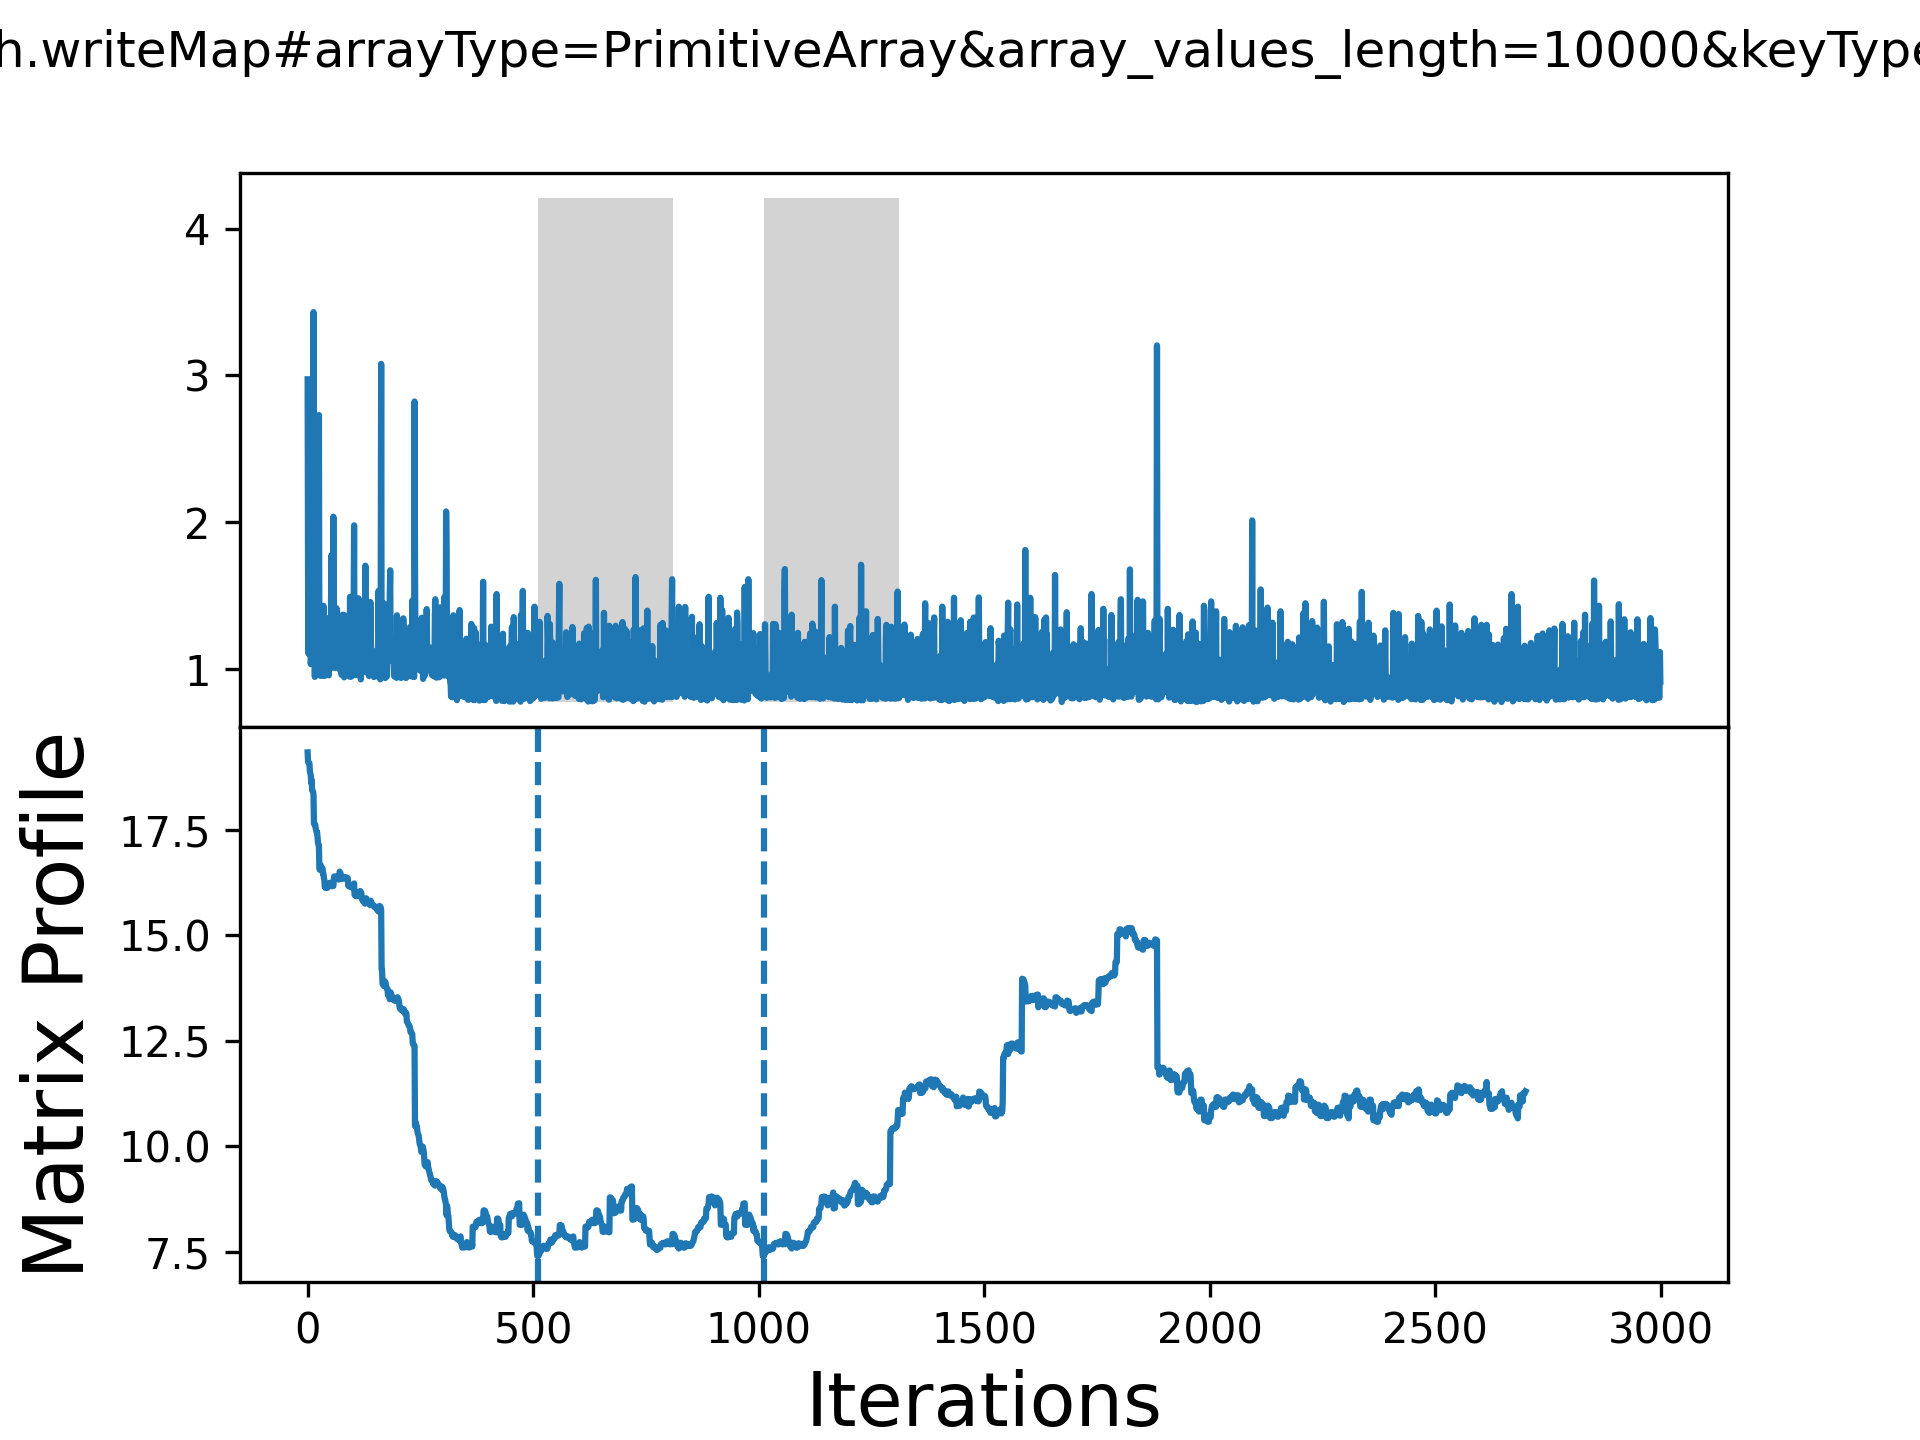 h.writeMap#arrayType=PrimitiveArray&array_values_length=10000&keyType
4
3
2
1
Matrix Profile
17.5
15.0
12.5
10.0
7.5
0 500 1000 1500 2000 2500 3000
Iterations